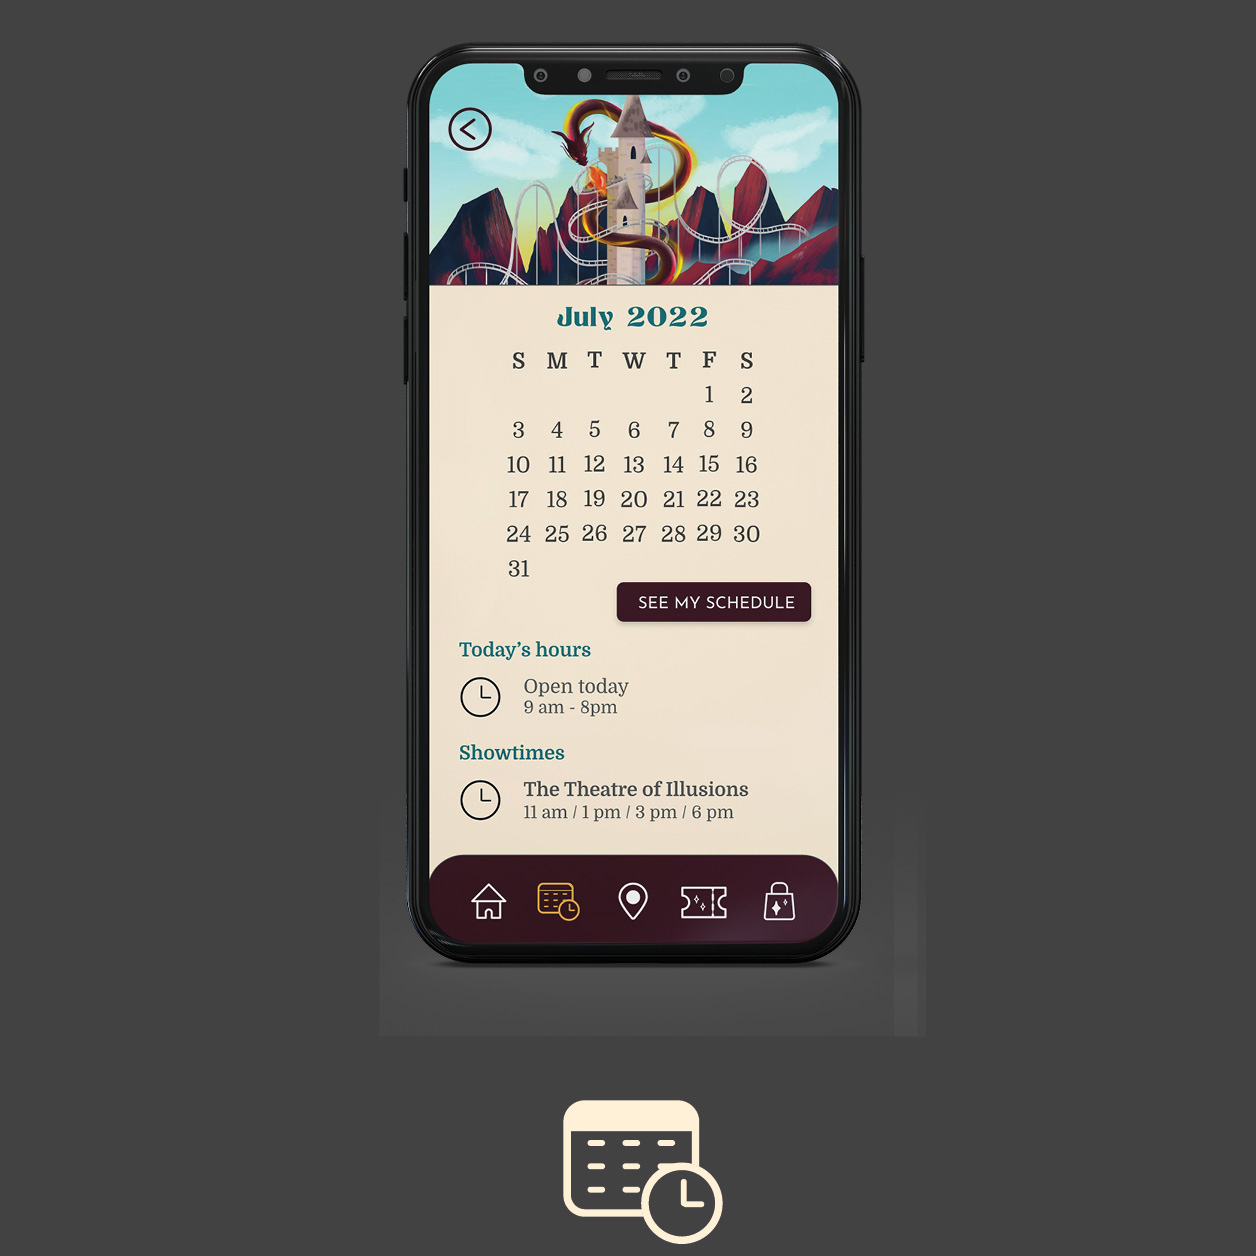 July 2022
S M T W T F S
1 2
3 4 5 6 7 8 9
10 11 12 13 14 15 16
17 18 19 20 21 22 23
24 25 26 27 28 29 30
31
SEE MY SCHEDULE
Today’s hours
Open today
9 am - 8pm
Showtimes
The Theatre of Illusions
11 am / 1 pm / 3 pm / 6 pm